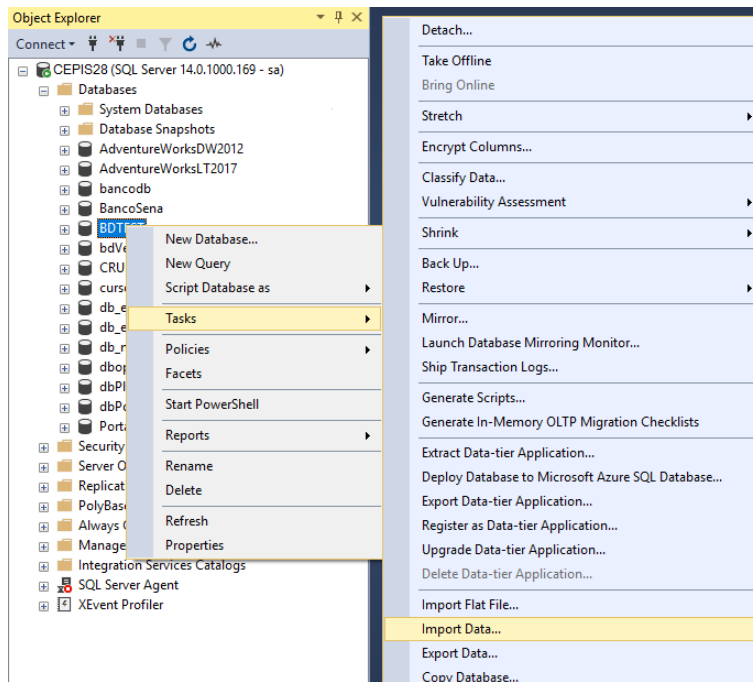 Object Explorer
Connect
CEPIS28 (SQL Server 14.0.1000.169 - sa)
Databases
System Databases
Database Snapshots
AdventureWorksDW2012
AdventureWorksLT2017
bancodb
BancoSena
BDTEST
bdVe
CRU
curs
db_e
db_e
db_n
dbop
dbPl
dbPo
Porta
Security
Server O
Replicat
PolyBas
Always
Manage
Integration Services Catalogs
SQL Server Agent
XEvent Profiler
New Database...
New Query
Script Database as
Tasks
Policies
Facets
Start PowerShell
Reports
Rename
Delete
Refresh
Properties
Detach...
Take Offline
Bring Online
Stretch
Encrypt Columns...
Classify Data...
Vulnerability Assessment
Shrink
Back Up...
Restore
Mirror...
Launch Database Mirroring Monitor...
Ship Transaction Logs...
Generate Scripts...
Generate In-Memory OLTP Migration Checklists
Extract Data-tier Application...
Deploy Database to Microsoft Azure SQL Database...
Export Data-tier Application...
Register as Data-tier Application...
Upgrade Data-tier Application...
Delete Data-tier Application...
Import Flat File...
Import Data...
Export Data...
Copy Database...